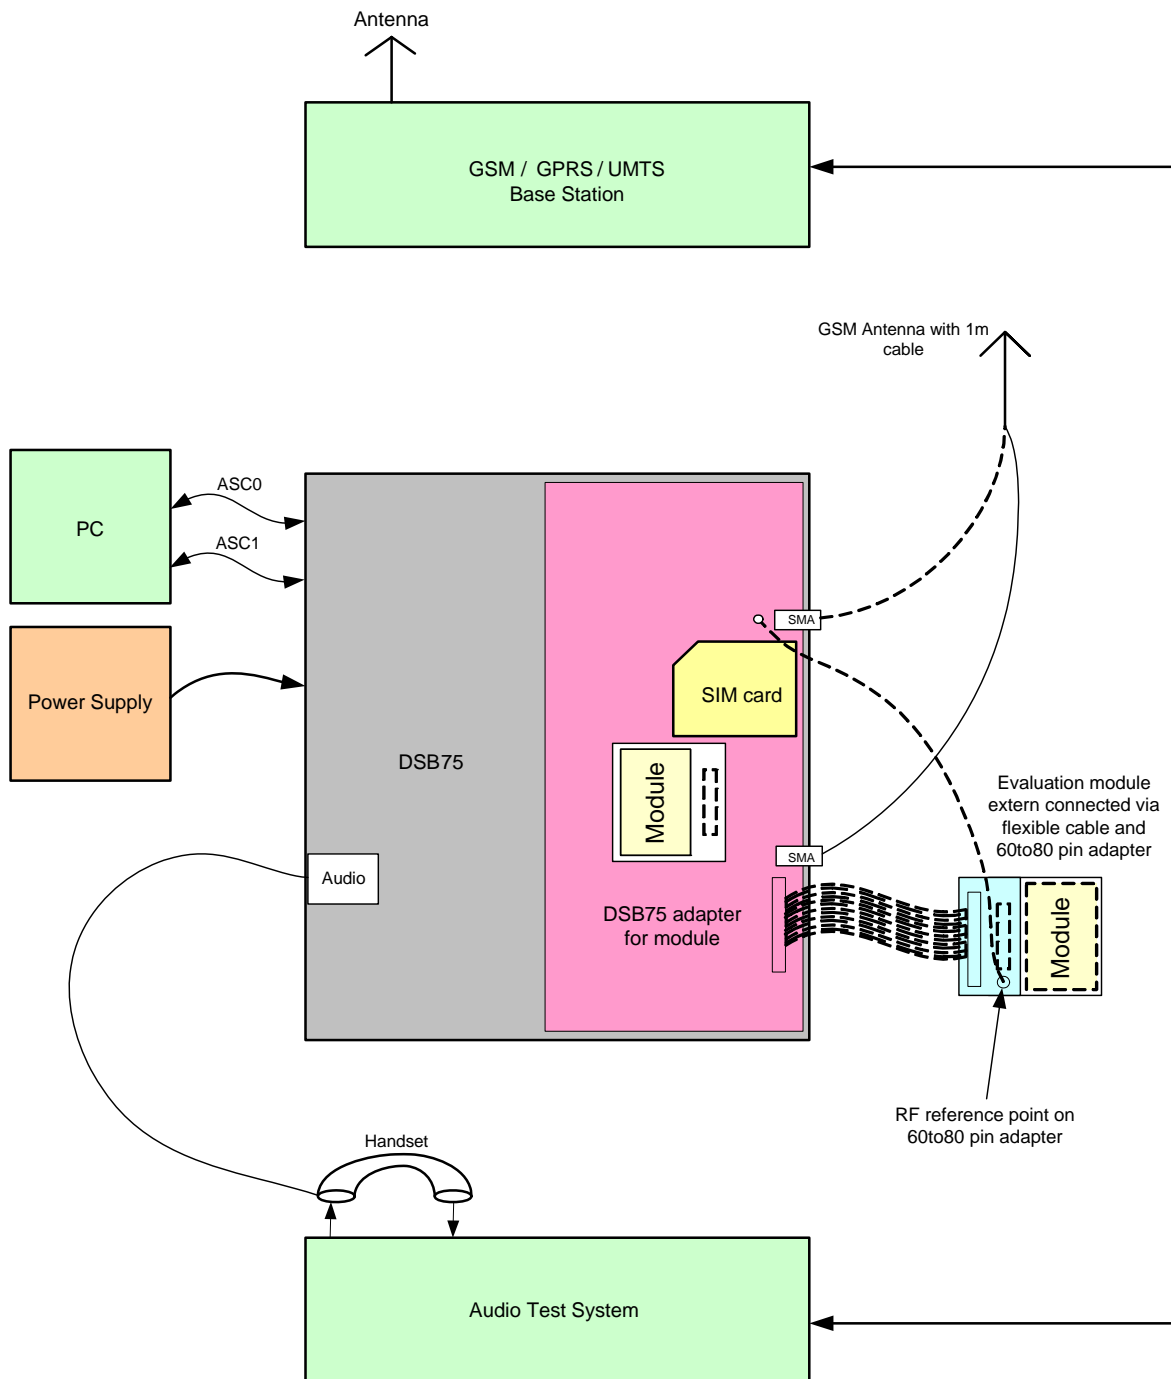 Antenna
GSM / GPRS / UMTS
Base Station
GSM Antenna with 1m
cable
ASC0
PC
ASC1
SMA
Power Supply
SIM card
DSB75
Module
Evaluation module
extern connected via
flexible cable and
60to80 pin adapter
SMA
Audio
DSB75 adapter
for module
Module
RF reference point on
60to80 pin adapter
Handset
Audio Test System